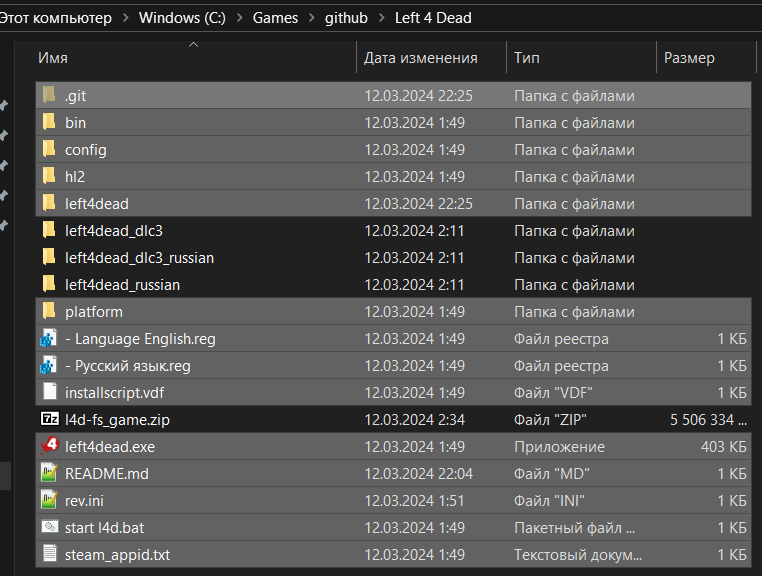 Этот компьютер > Windows (C:) > Games > github > Left 4 Dead
Имя Дата изменения Тип Размер
.git 12.03.2024 22:25 Папка с файлами
bin 12.03.2024 1:49 Папка с файлами
config 12.03.2024 1:49 Папка с файлами
hl2 12.03.2024 1:49 Папка с файлами
left4dead 12.03.2024 22:25 Папка с файлами
left4dead_dlc3 12.03.2024 2:11 Папка с файлами
left4dead_dlc3_russian 12.03.2024 2:11 Папка с файлами
left4dead_russian 12.03.2024 2:11 Папка с файлами
platform 12.03.2024 1:49 Папка с файлами
- Language English.reg 12.03.2024 1:49 Файл реестра 1 КБ
- Русский язык.reg 12.03.2024 1:49 Файл реестра 1 КБ
installscript.vdf 12.03.2024 1:49 Файл "VDF" 1 КБ
l4d-fs_game.zip 12.03.2024 2:34 Файл "ZIP" 5 506 334 ...
left4dead.exe 12.03.2024 1:49 Приложение 403 КБ
README.md 12.03.2024 22:04 Файл "MD" 1 КБ
rev.ini 12.03.2024 1:51 Файл "INI" 1 КБ
start l4d.bat 12.03.2024 1:49 Пакетный файл ... 1 КБ
steam_appid.txt 12.03.2024 1:49 Текстовый докум... 1 КБ